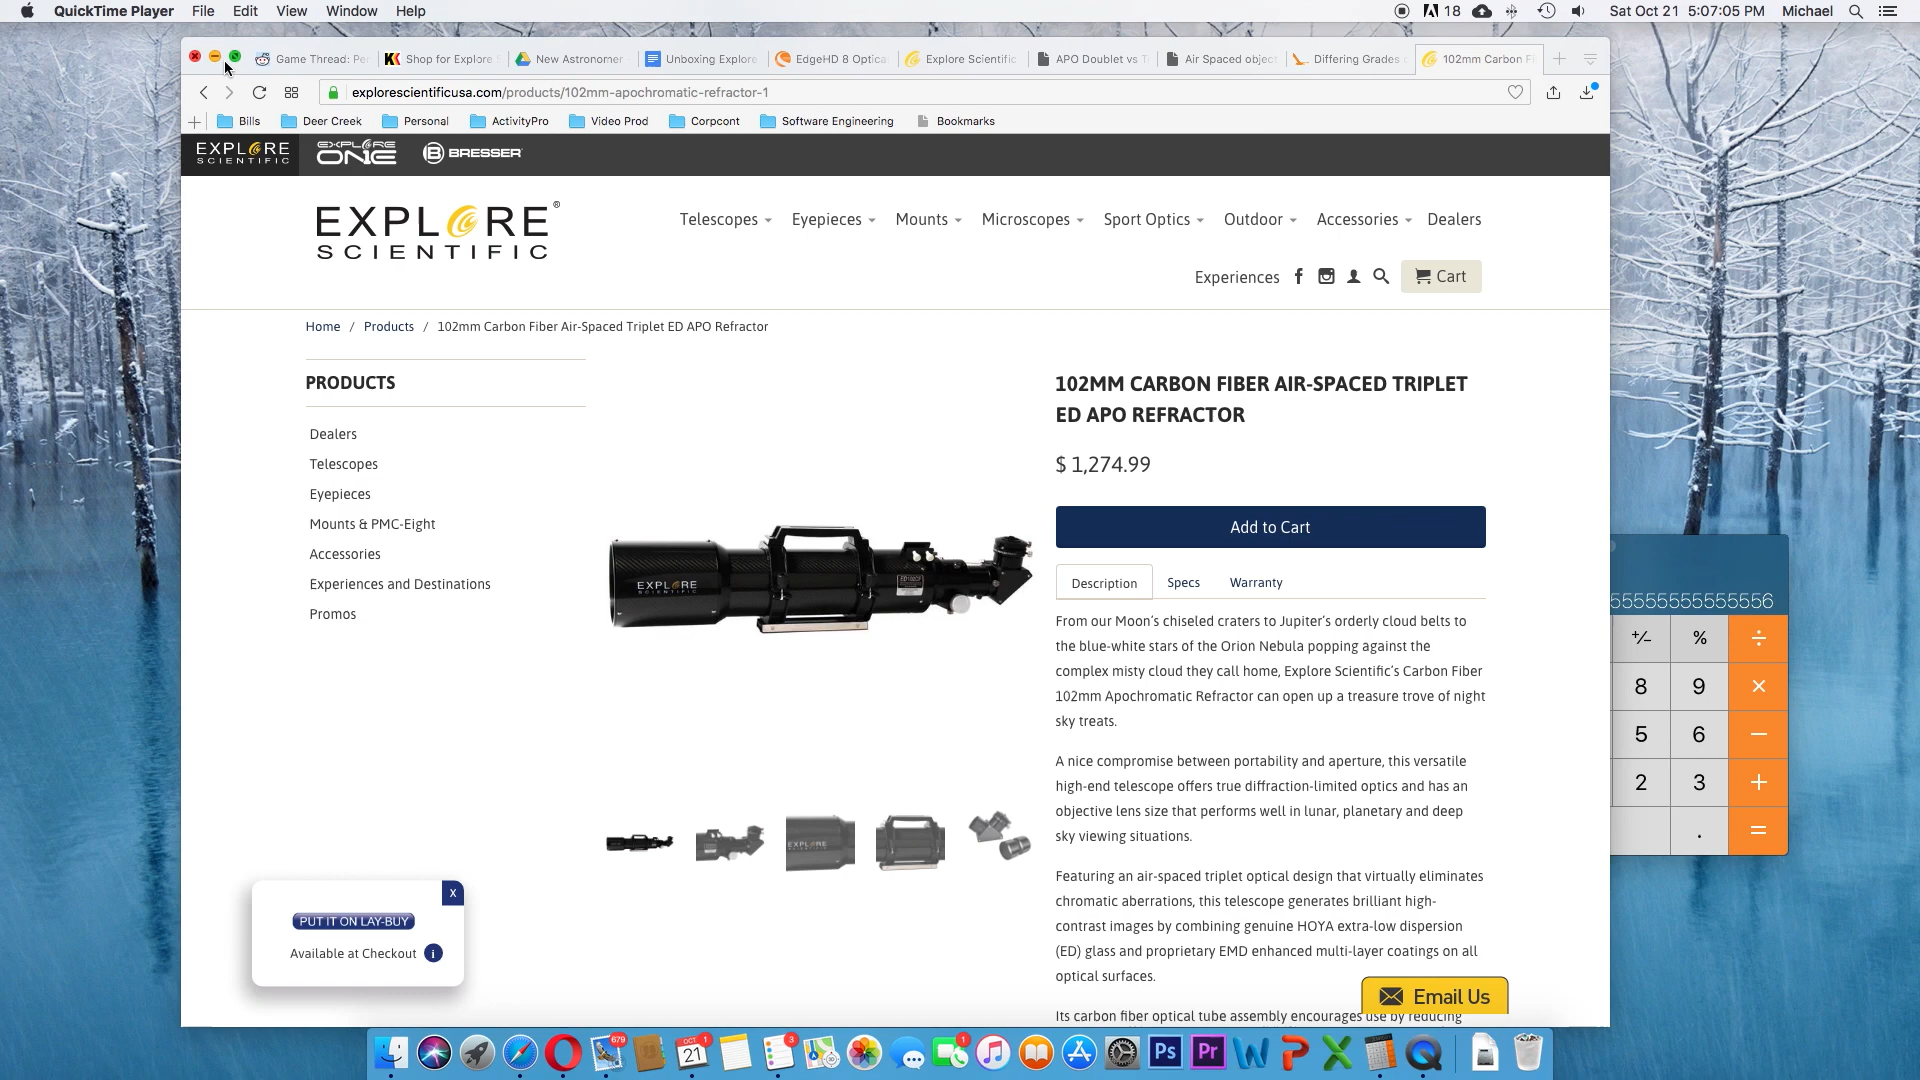 QuickTime Player File Edit View Window Help
18 Sat Oct 21 5:07:05 PM Michael
Game Thread: Pe
Shop for Explore
New Astronomer
Unboxing Explore
EdgeHD 8 Optica
Explore Scientific
APO Doublet vs T
Air Spaced object
Differing Grades
102mm Carbon Fi
explorescientificusa.com/products/102mm-apochromatic-refractor-1
Bills Deer Creek Personal ActivityPro Video Prod Corpcont Software Engineering Bookmarks
EXPLORE SCIENTIFIC
EXPLORE ONE
B BRESSER
EXPLORE®
SCIENTIFIC
Telescopes Eyepieces Mounts Microscopes Sport Optics Outdoor Accessories Dealers
Experiences Cart
Home / Products / 102mm Carbon Fiber Air-Spaced Triplet ED APO Refractor
PRODUCTS
Dealers
Telescopes
Eyepieces
Mounts & PMC-Eight
Accessories
Experiences and Destinations
Promos
EXPLORE
SCIENTIFIC
EXPLORE
102MM CARBON FIBER AIR-SPACED TRIPLET
ED APO REFRACTOR
$ 1,274.99
Add to Cart
Description Specs Warranty
From our Moon's chiseled craters to Jupiter's orderly cloud belts to
the blue-white stars of the Orion Nebula popping against the
complex misty cloud they call home, Explore Scientific's Carbon Fiber
102mm Apochromatic Refractor can open up a treasure trove of night
sky treats.
A nice compromise between portability and aperture, this versatile
high-end telescope offers true diffraction-limited optics and has an
objective lens size that performs well in lunar, planetary and deep
sky viewing situations.
Featuring an air-spaced triplet optical design that virtually eliminates
chromatic aberrations, this telescope generates brilliant high-
contrast images by combining genuine HOYA extra-low dispersion
(ED) glass and proprietary EMD enhanced multi-layer coatings on all
optical surfaces.
Its carbon fiber optical tube assembly encourages use by reducing
X
PUT IT ON LAY-BUY
Available at Checkout i
Email Us
55555555555556
+/- % ÷
8 9 ×
5 6 −
2 3 +
. =
679
OCT 1
21
3
1
Ps Pr